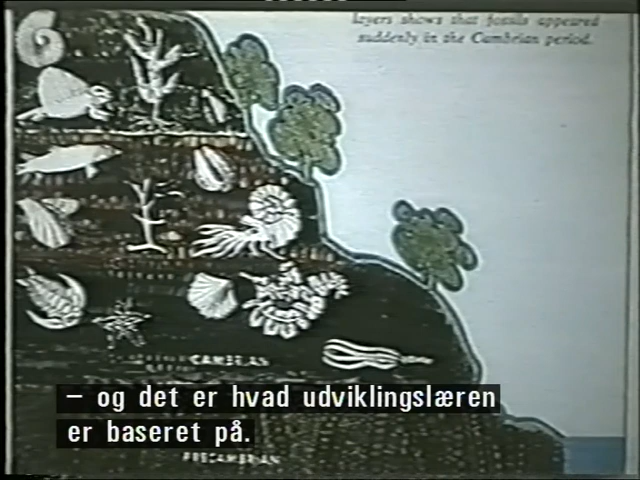 layers shows that fossils appeared
suddenly in the Cambrian period.
CAMBRIAN
– og det er hvad udviklingslæren
er baseret på.
PRECAMBRIAN